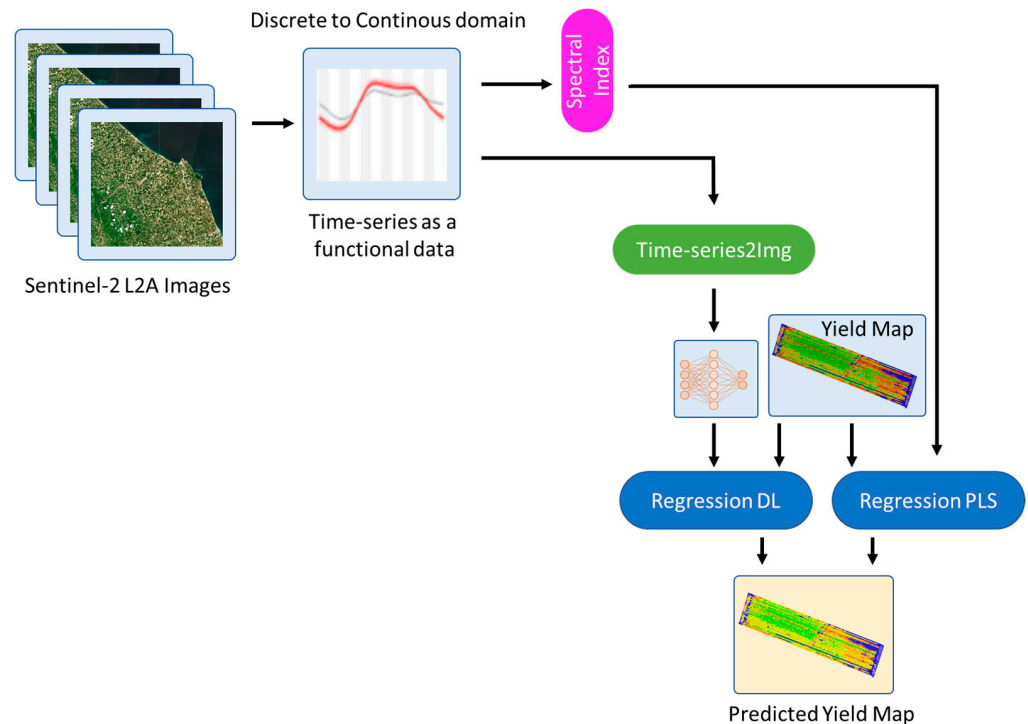 Discrete to Continous domain
Spectral
Index
Time-series as a
functional data
Sentinel-2 L2A Images
Time-series2Img
Yield Map
Regression DL
Regression PLS
Predicted Yield Map